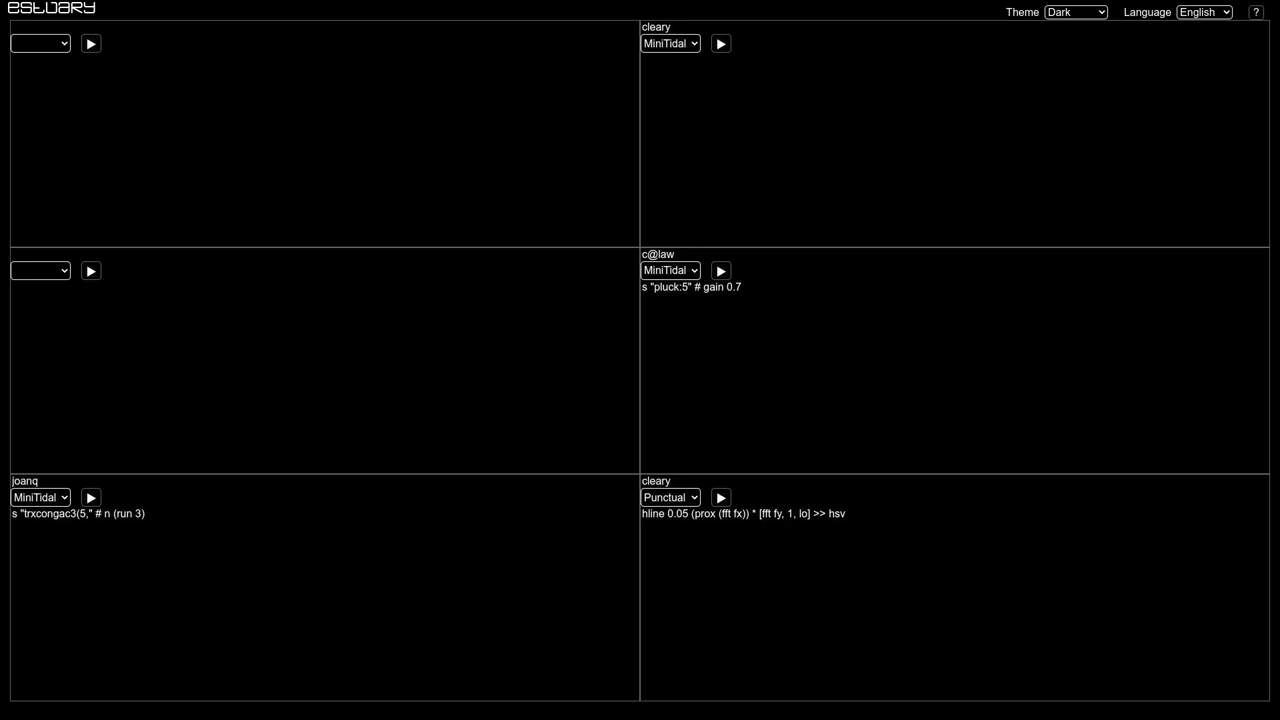 estuary
Theme Dark Language English ?
cleary
MiniTidal
c@law
MiniTidal
s "pluck:5" # gain 0.7
joanq
MiniTidal
s "trxcongac3(5," # n (run 3)
cleary
Punctual
hline 0.05 (prox (fft fx)) * [fft fy, 1, lo] >> hsv